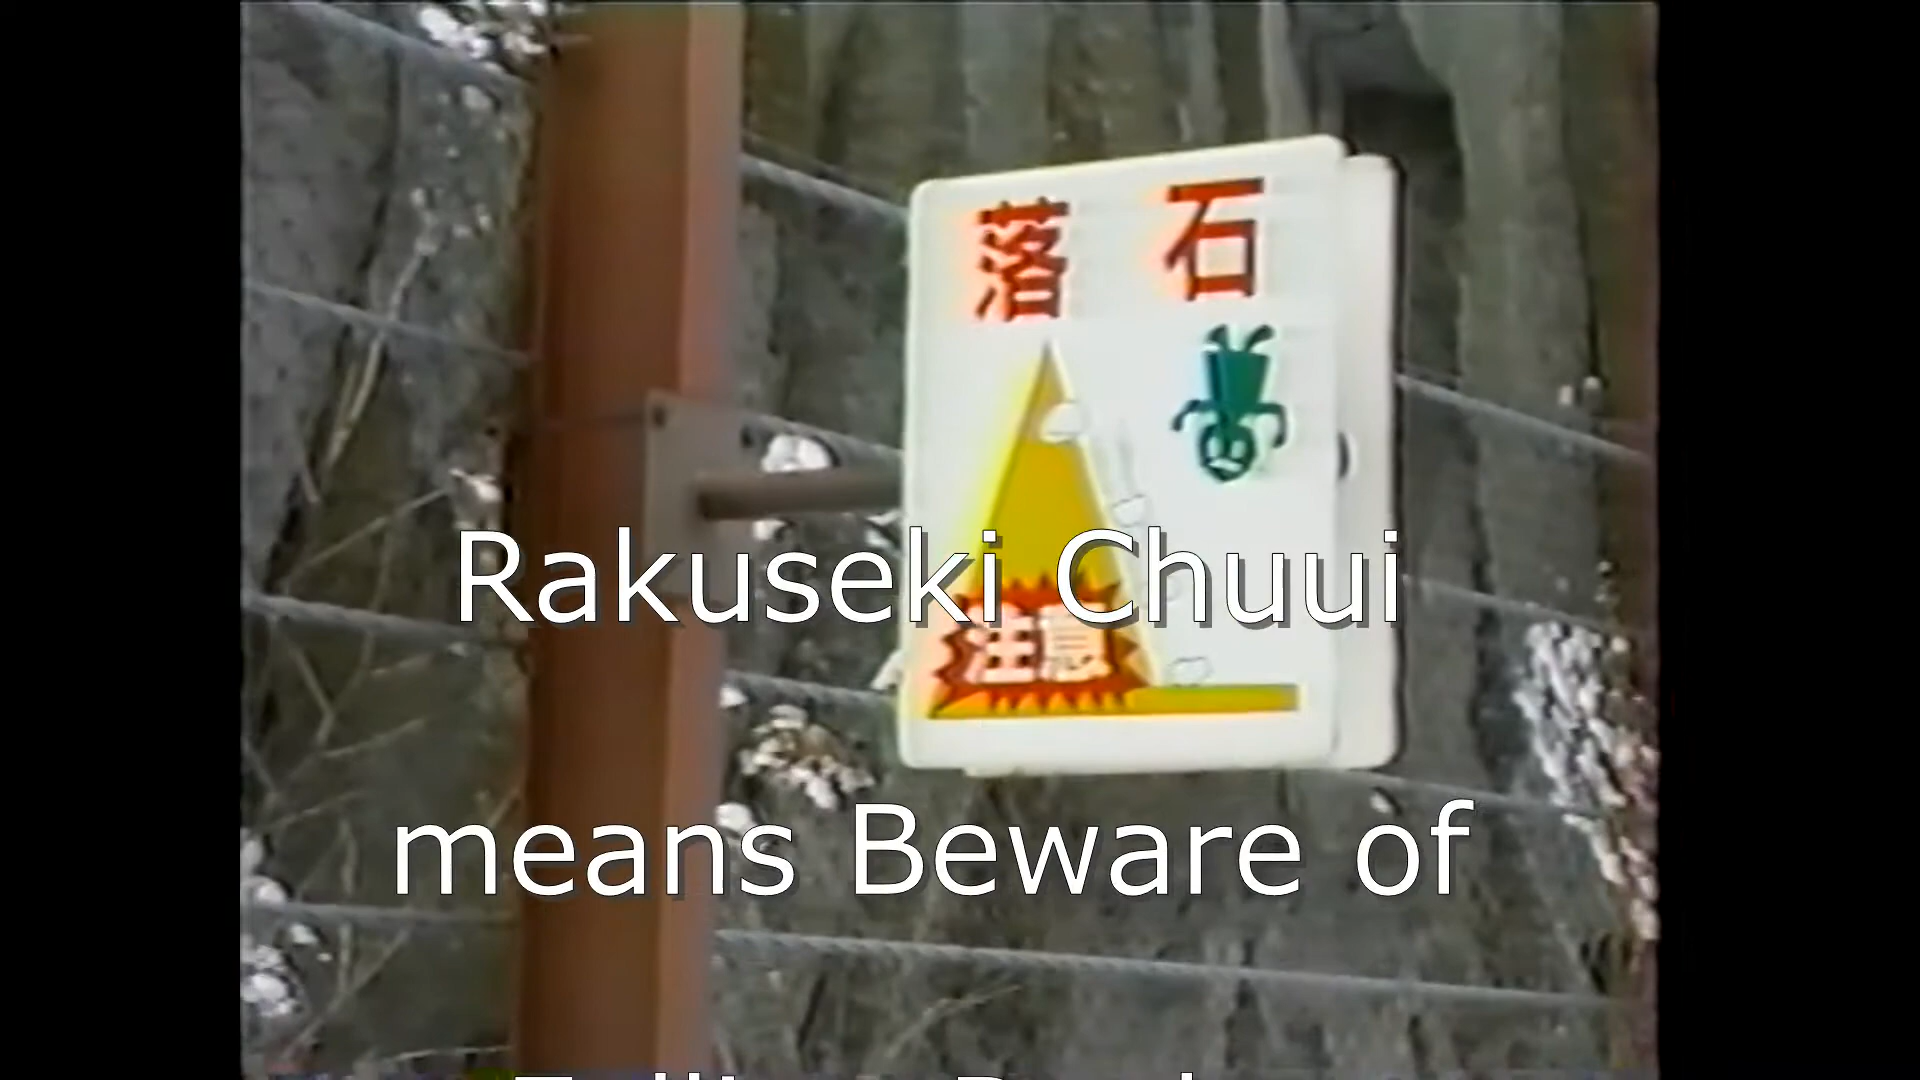 落石
注意
Rakuseki Chuui
means Beware of